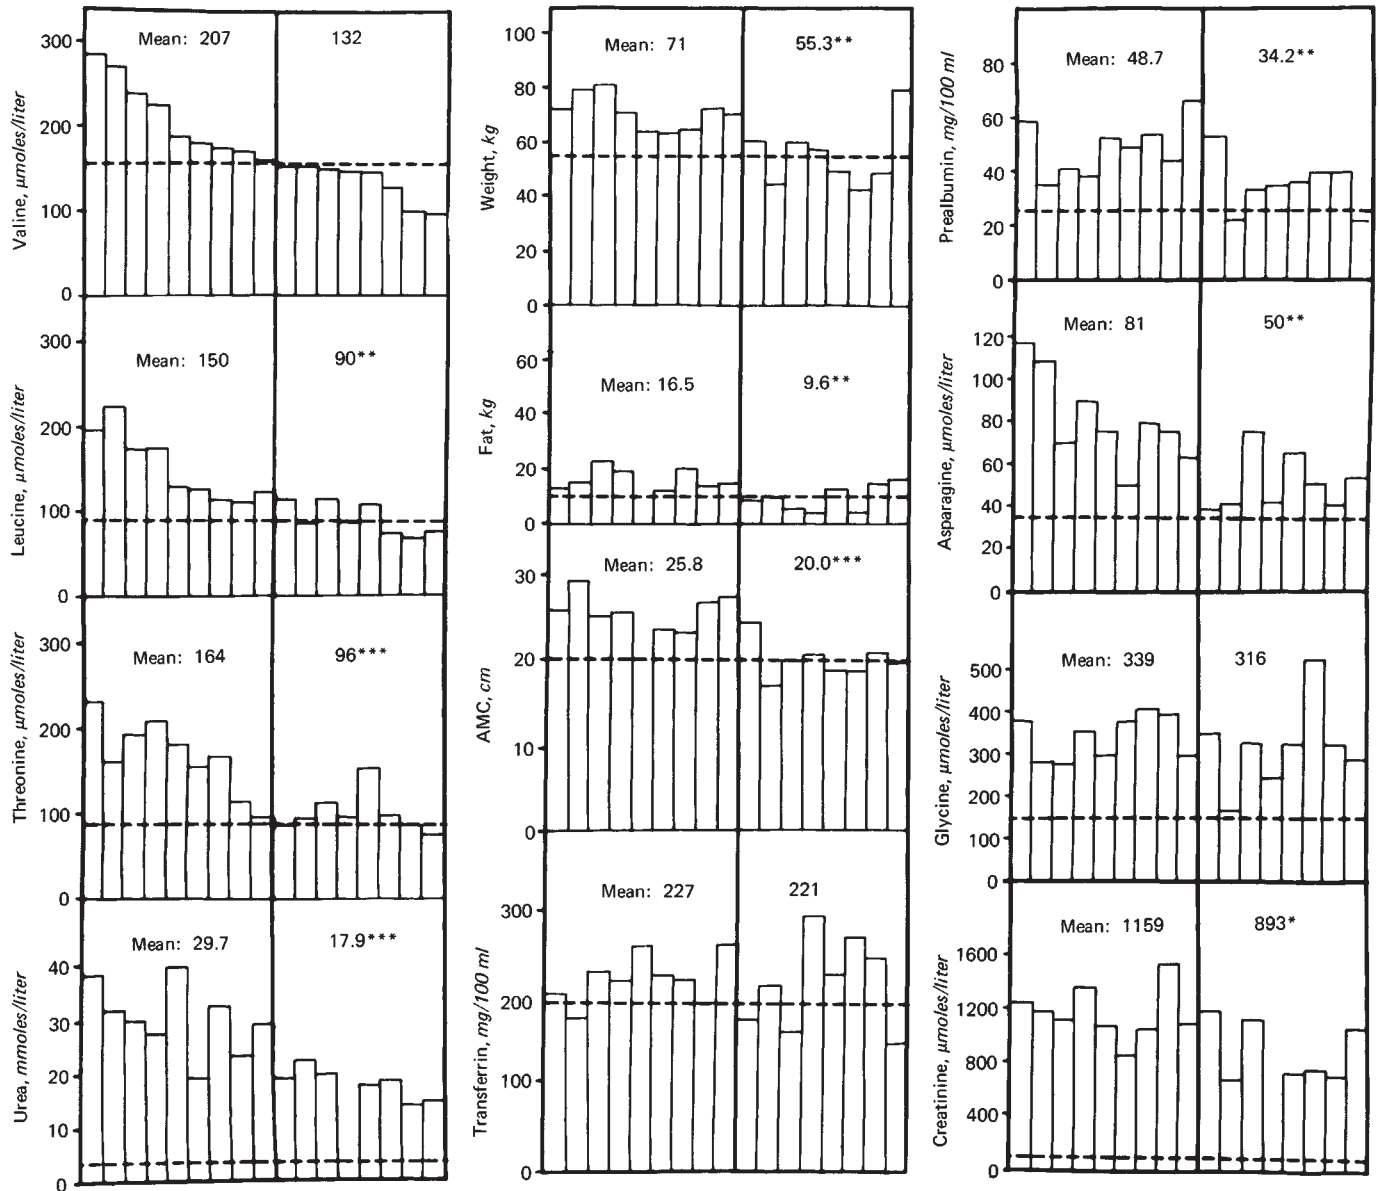 Valine, μmoles/liter
300
200
100
0
Mean: 207
132
Leucine, μmoles/liter
300
200
100
0
Mean: 150
90**
Threonine, μmoles/liter
300
200
100
0
Mean: 164
96***
Urea, mmoles/liter
40
30
20
10
0
Mean: 29.7
17.9***
Weight, kg
100
80
60
40
20
0
Mean: 71
55.3**
Fat, kg
60
40
20
0
Mean: 16.5
9.6**
AMC, cm
30
20
10
0
Mean: 25.8
20.0***
Transferrin, mg/100 ml
300
200
100
0
Mean: 227
221
Prealbumin, mg/100 ml
80
60
40
20
0
Mean: 48.7
34.2**
Asparagine, μmoles/liter
120
100
80
60
40
20
0
Mean: 81
50**
Glycine, μmoles/liter
500
400
300
200
100
0
Mean: 339
316
Creatinine, μmoles/liter
1600
1200
800
400
0
Mean: 1159
893*